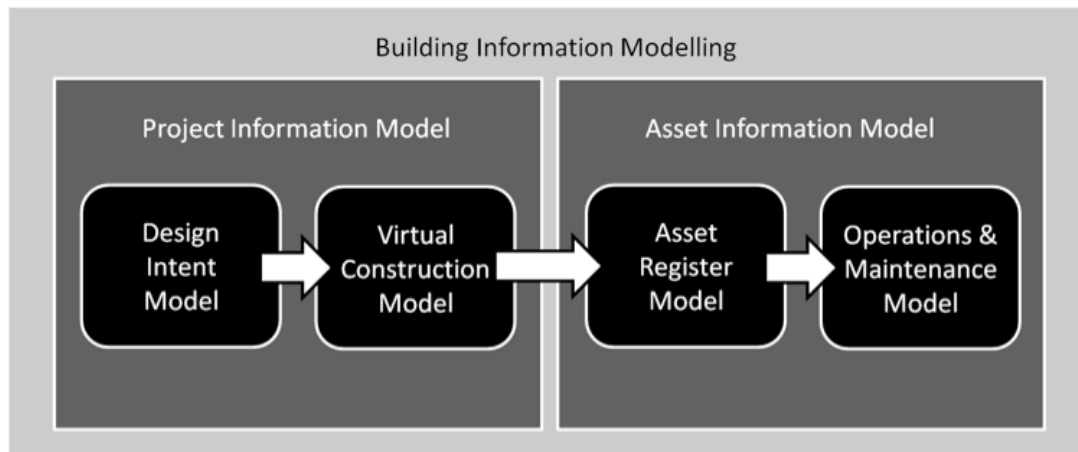 Building Information Modelling
Project Information Model
Design
Intent
Model
Virtual
Construction
Model
Asset Information Model
Asset
Register
Model
Operations &
Maintenance
Model